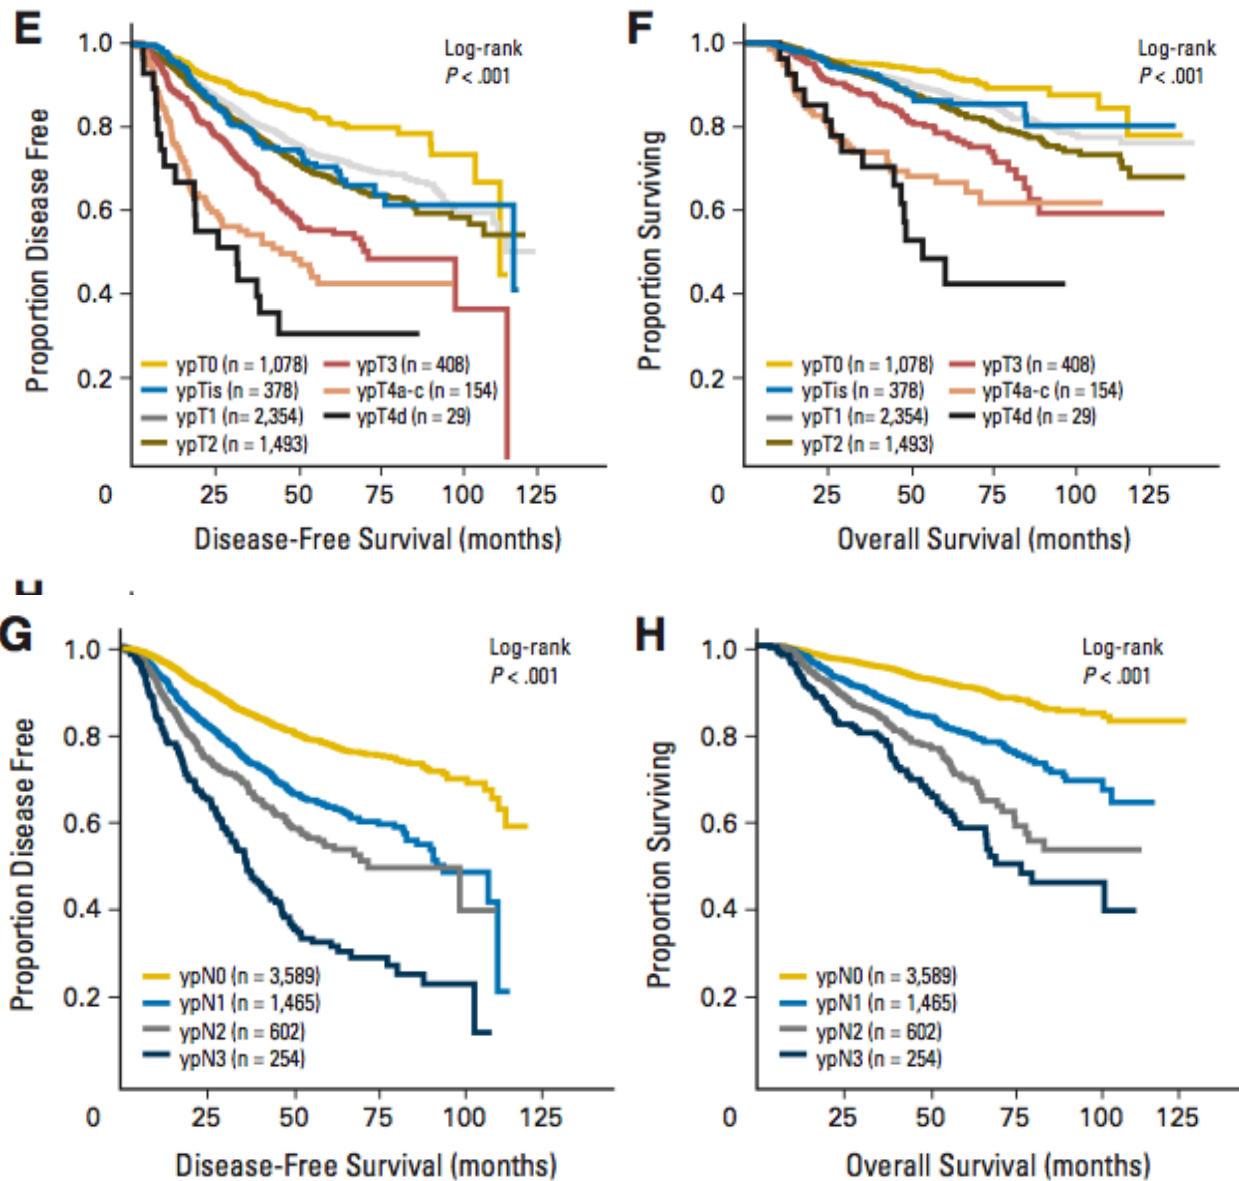 E
Log-rank
P < .001
Proportion Disease Free
1.0
0.8
0.6
0.4
0.2
ypT0 (n = 1,078)
ypTis (n = 378)
ypT1 (n= 2,354)
ypT2 (n = 1,493)
ypT3 (n = 408)
ypT4a-c (n = 154)
ypT4d (n = 29)
0 25 50 75 100 125
Disease-Free Survival (months)
F
Log-rank
P < .001
Proportion Surviving
1.0
0.8
0.6
0.4
0.2
ypT0 (n = 1,078)
ypTis (n = 378)
ypT1 (n = 2,354)
ypT2 (n = 1,493)
ypT3 (n = 408)
ypT4a-c (n = 154)
ypT4d (n = 29)
0 25 50 75 100 125
Overall Survival (months)
G
Log-rank
P < .001
Proportion Disease Free
1.0
0.8
0.6
0.4
0.2
ypN0 (n = 3,589)
ypN1 (n = 1,465)
ypN2 (n = 602)
ypN3 (n = 254)
0 25 50 75 100 125
Disease-Free Survival (months)
H
Log-rank
P < .001
Proportion Surviving
1.0
0.8
0.6
0.4
0.2
ypN0 (n = 3,589)
ypN1 (n = 1,465)
ypN2 (n = 602)
ypN3 (n = 254)
0 25 50 75 100 125
Overall Survival (months)